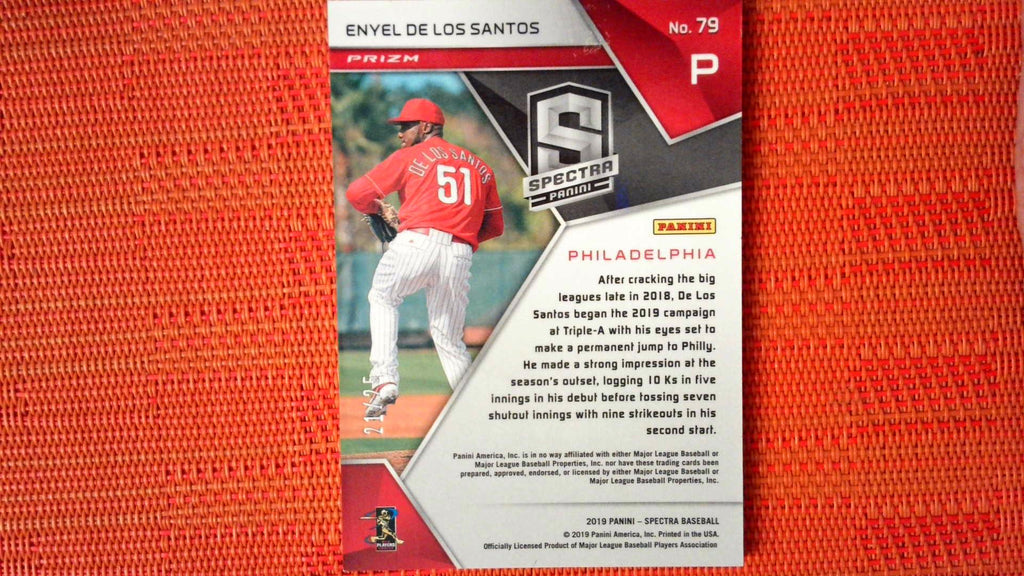 ENYEL DE LOS SANTOS
No. 79
PRIZM
P
SPECTRA
PANINI
DE LOS SANTOS
51
PANINI
PHILADELPHIA
After cracking the big
leagues late in 2018, De Los
Santos began the 2019 campaign
at Triple-A with his eyes set to
make a permanent jump to Philly.
He made a strong impression at the
season's outset, logging 10 Ks in five
innings in his debut before tossing seven
shutout innings with nine strikeouts in his
second start.
21/25
Panini America, Inc. is in no way affiliated with either Major League Baseball or
Major League Baseball Properties, Inc. nor have these trading cards been
prepared, approved, endorsed, or licensed by either Major League Baseball or
Major League Baseball Properties, Inc.
2019 PANINI – SPECTRA BASEBALL
© 2019 Panini America, Inc. Printed in the USA.
Officially Licensed Product of Major League Baseball Players Association
PLAYERS